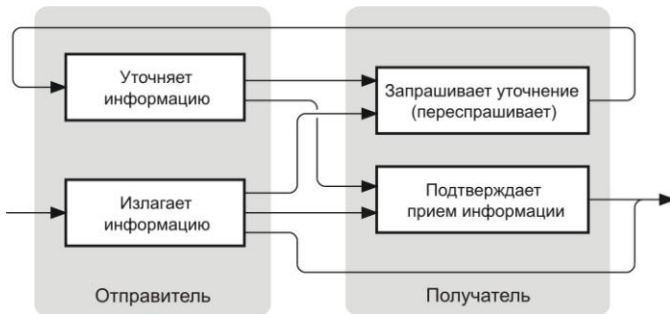 Уточняет
информацию
Запрашивает уточнение
(переспрашивает)
Излагает
информацию
Подтверждает
прием информации
Отправитель
Получатель